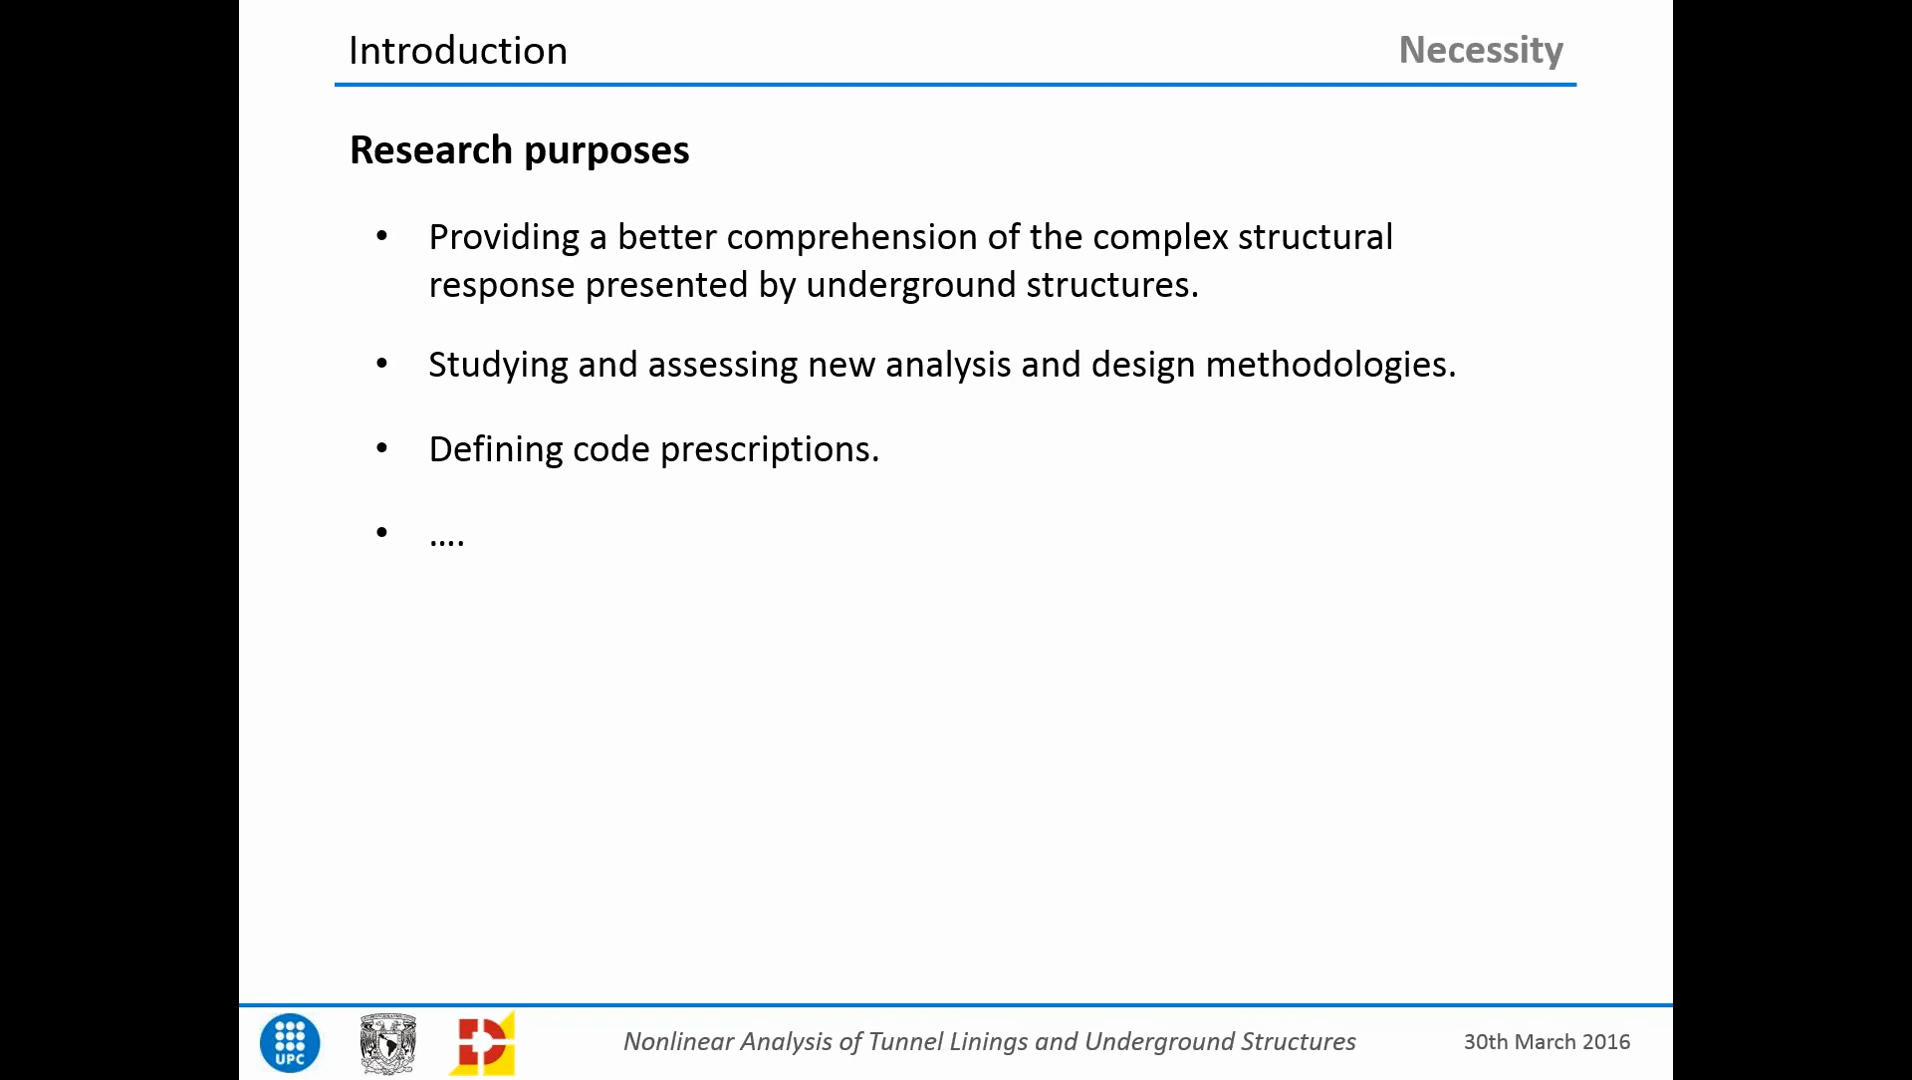 Introduction
Necessity
Research purposes
• Providing a better comprehension of the complex structural
response presented by underground structures.
• Studying and assessing new analysis and design methodologies.
• Defining code prescriptions.
• ....
UPC
Nonlinear Analysis of Tunnel Linings and Underground Structures
30th March 2016